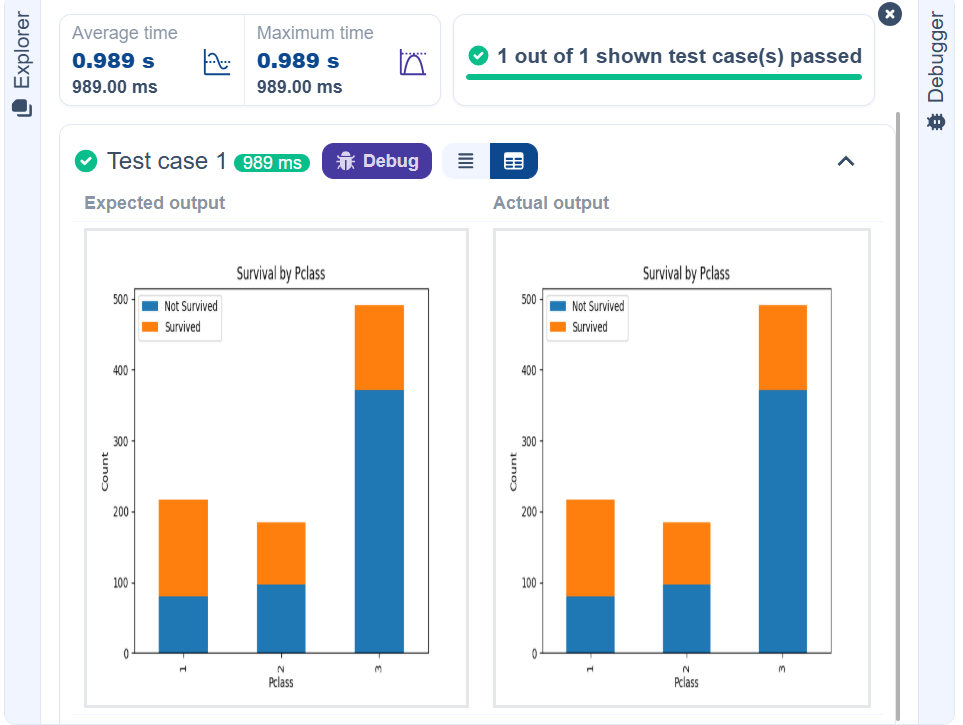 Explorer
Average time
0.989 s
989.00 ms
Maximum time
0.989 s
989.00 ms
1 out of 1 shown test case(s) passed
Debugger
Test case 1
989 ms
Debug
Expected output
Actual output
Survival by Pclass
Not Survived
Survived
500
400
300
200
100
0
Count
1
2
3
Pclass
Survival by Pclass
Not Survived
Survived
500
400
300
200
100
0
Count
1
2
3
Pclass